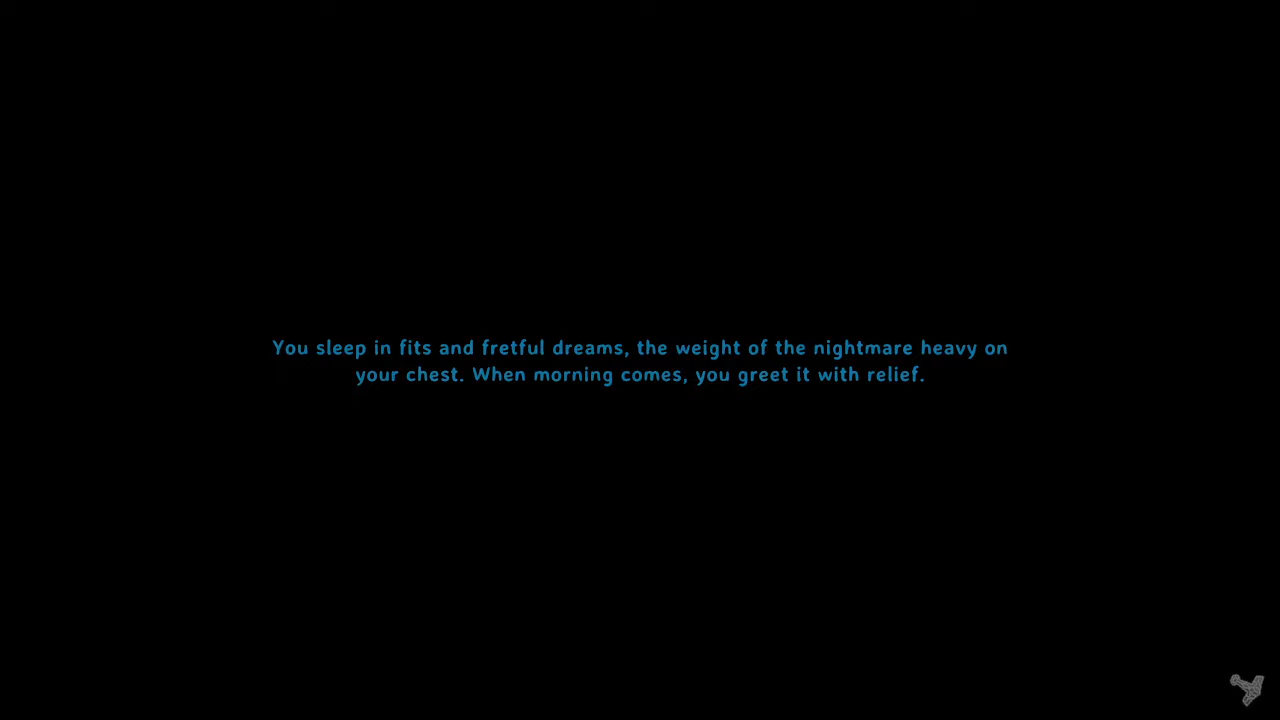 You sleep in fits and fretful dreams, the weight of the nightmare heavy on
your chest. When morning comes, you greet it with relief.